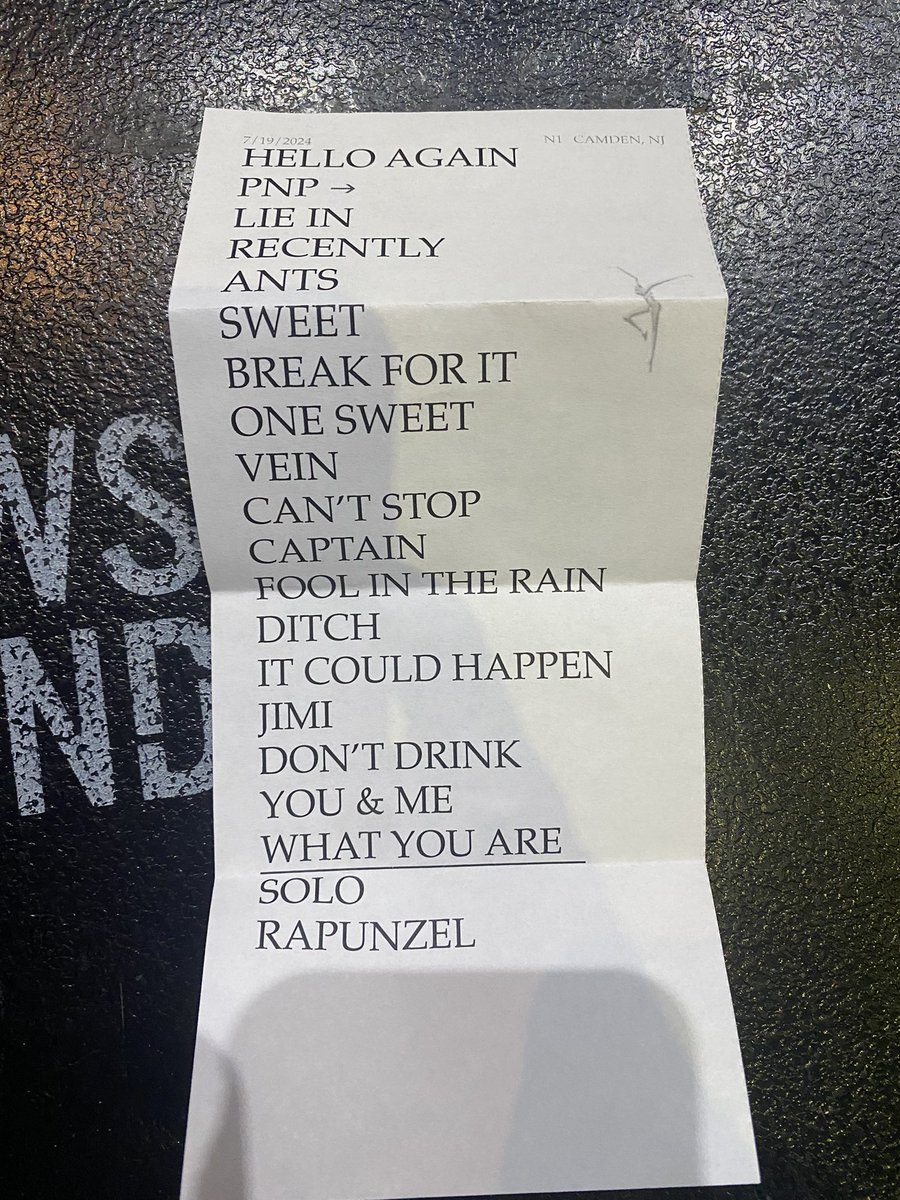 7/19/2024 N1 CAMDEN, NJ
HELLO AGAIN
PNP →
LIE IN
RECENTLY
ANTS
SWEET
BREAK FOR IT
ONE SWEET
VEIN
CAN'T STOP
CAPTAIN
FOOL IN THE RAIN
DITCH
IT COULD HAPPEN
JIMI
DON'T DRINK
YOU & ME
WHAT YOU ARE
SOLO
RAPUNZEL